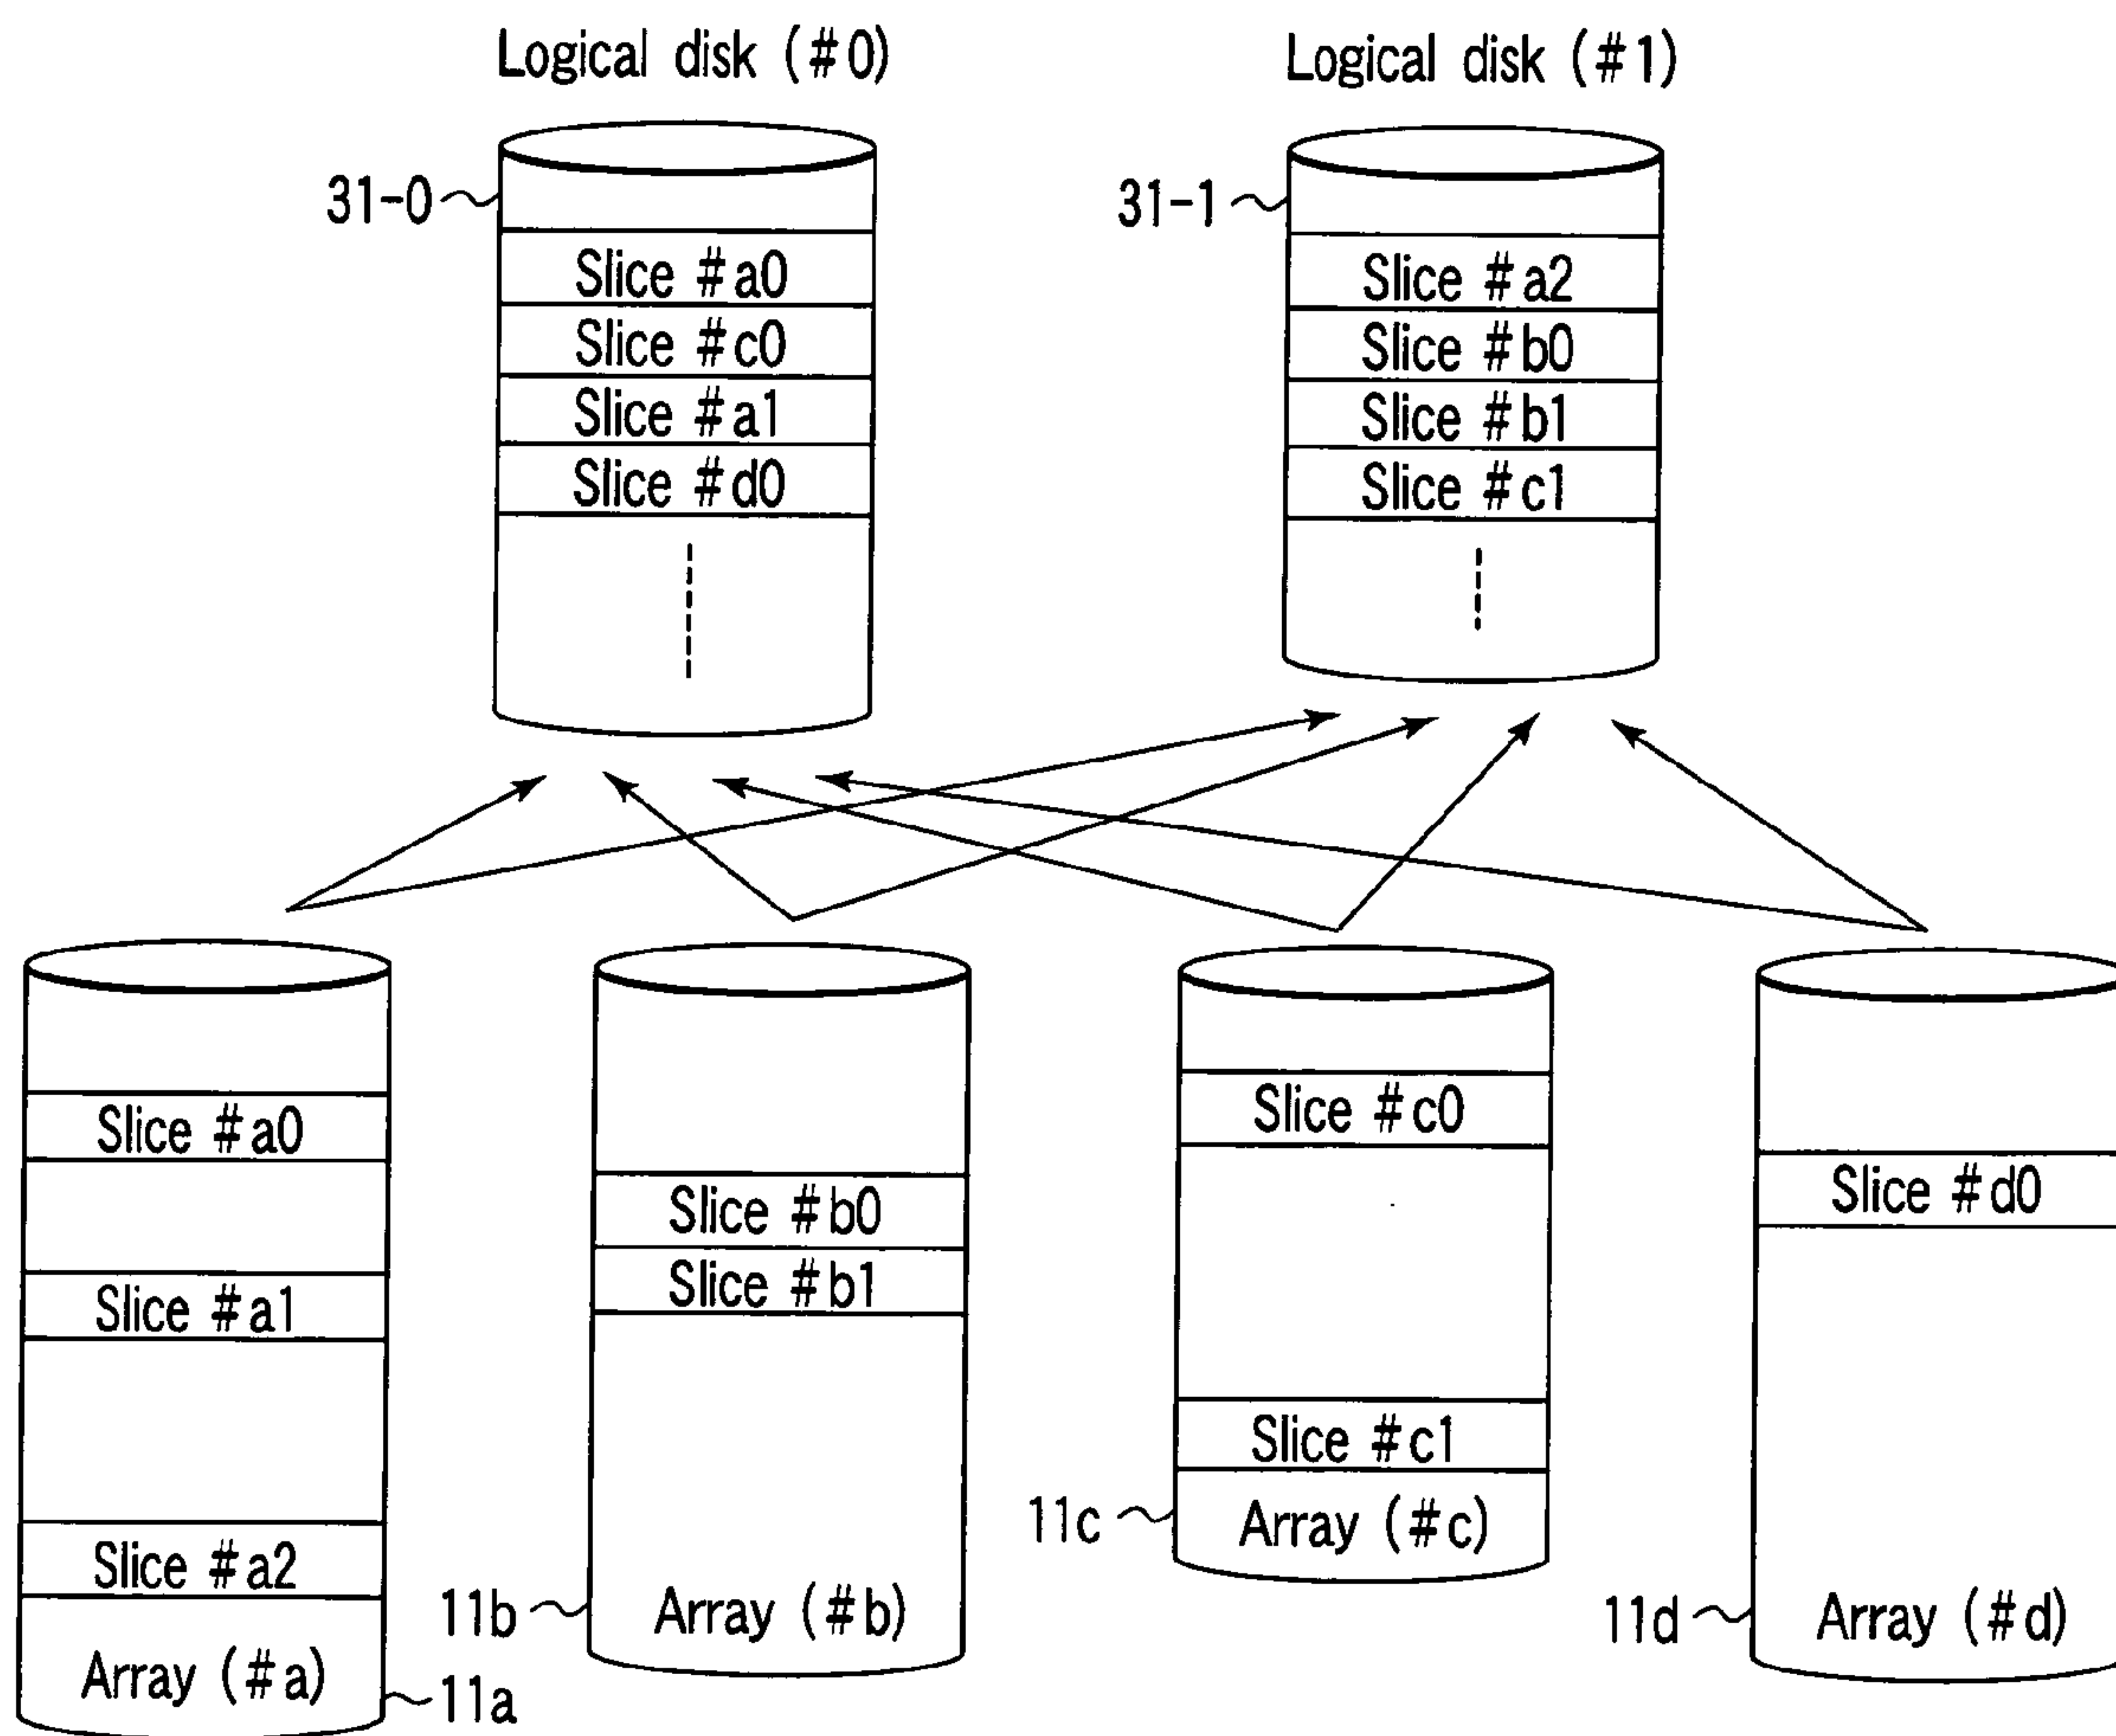 Logical disk (#0)
Logical disk (#1)
31-0
31-1
Slice #a0
Slice #c0
Slice #a1
Slice #d0
Slice #a2
Slice #b0
Slice #b1
Slice #c1
Slice #a0
Slice #a1
Slice #a2
Array (#a)
11a
Slice #b0
Slice #b1
11b
Array (#b)
Slice #c0
Slice #c1
11c
Array (#c)
Slice #d0
11d
Array (#d)